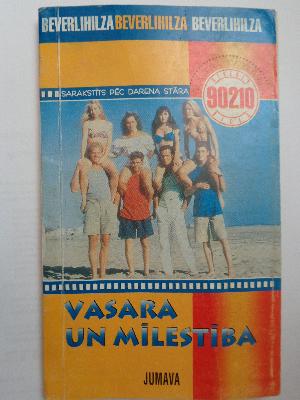 BEVERLIHILZA BEVERLIHILZA BEVERLIHILZA
SARAKSTĪTS PĒC DARENA STĀRA
90210
VASARA
UN MĪLESTĪBA
JUMAVA